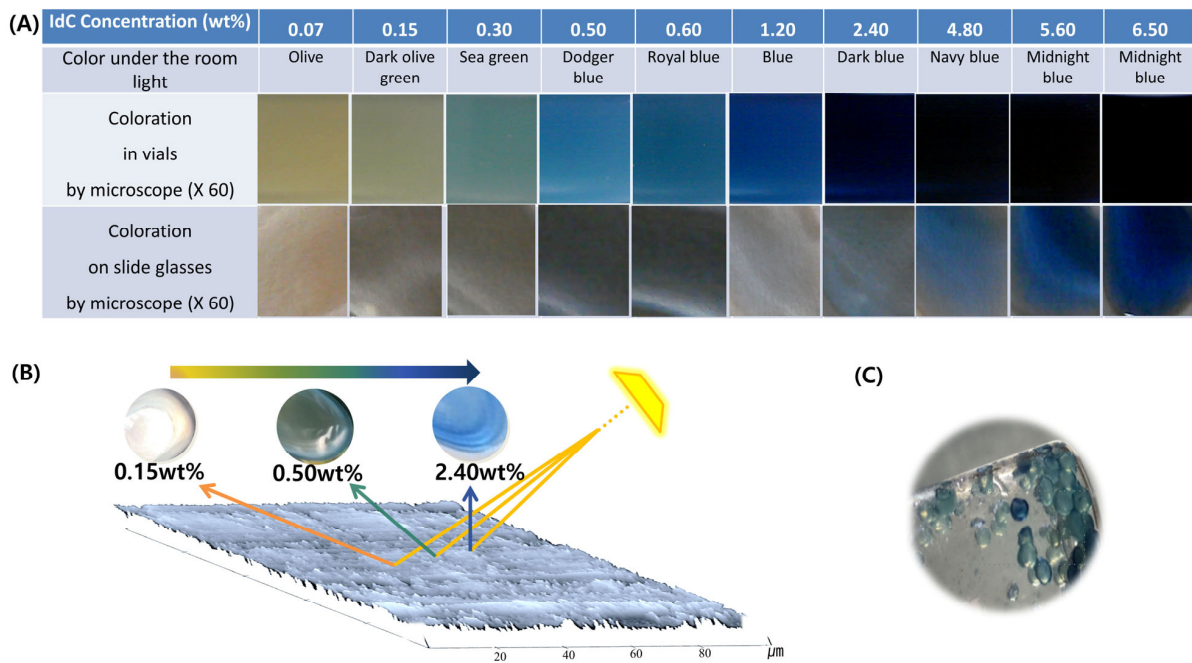 (A)
IdC Concentration (wt%) 0.07 0.15 0.30 0.50 0.60 1.20 2.40 4.80 5.60 6.50
Color under the room
light
Olive
Dark olive
green
Sea green
Dodger
blue
Royal blue
Blue
Dark blue
Navy blue
Midnight
blue
Midnight
blue
Coloration
in vials
by microscope (X 60)
Coloration
on slide glasses
by microscope (X 60)
(B)
(C)
0.15wt% 0.50wt% 2.40wt%
20 40 60 80 µm